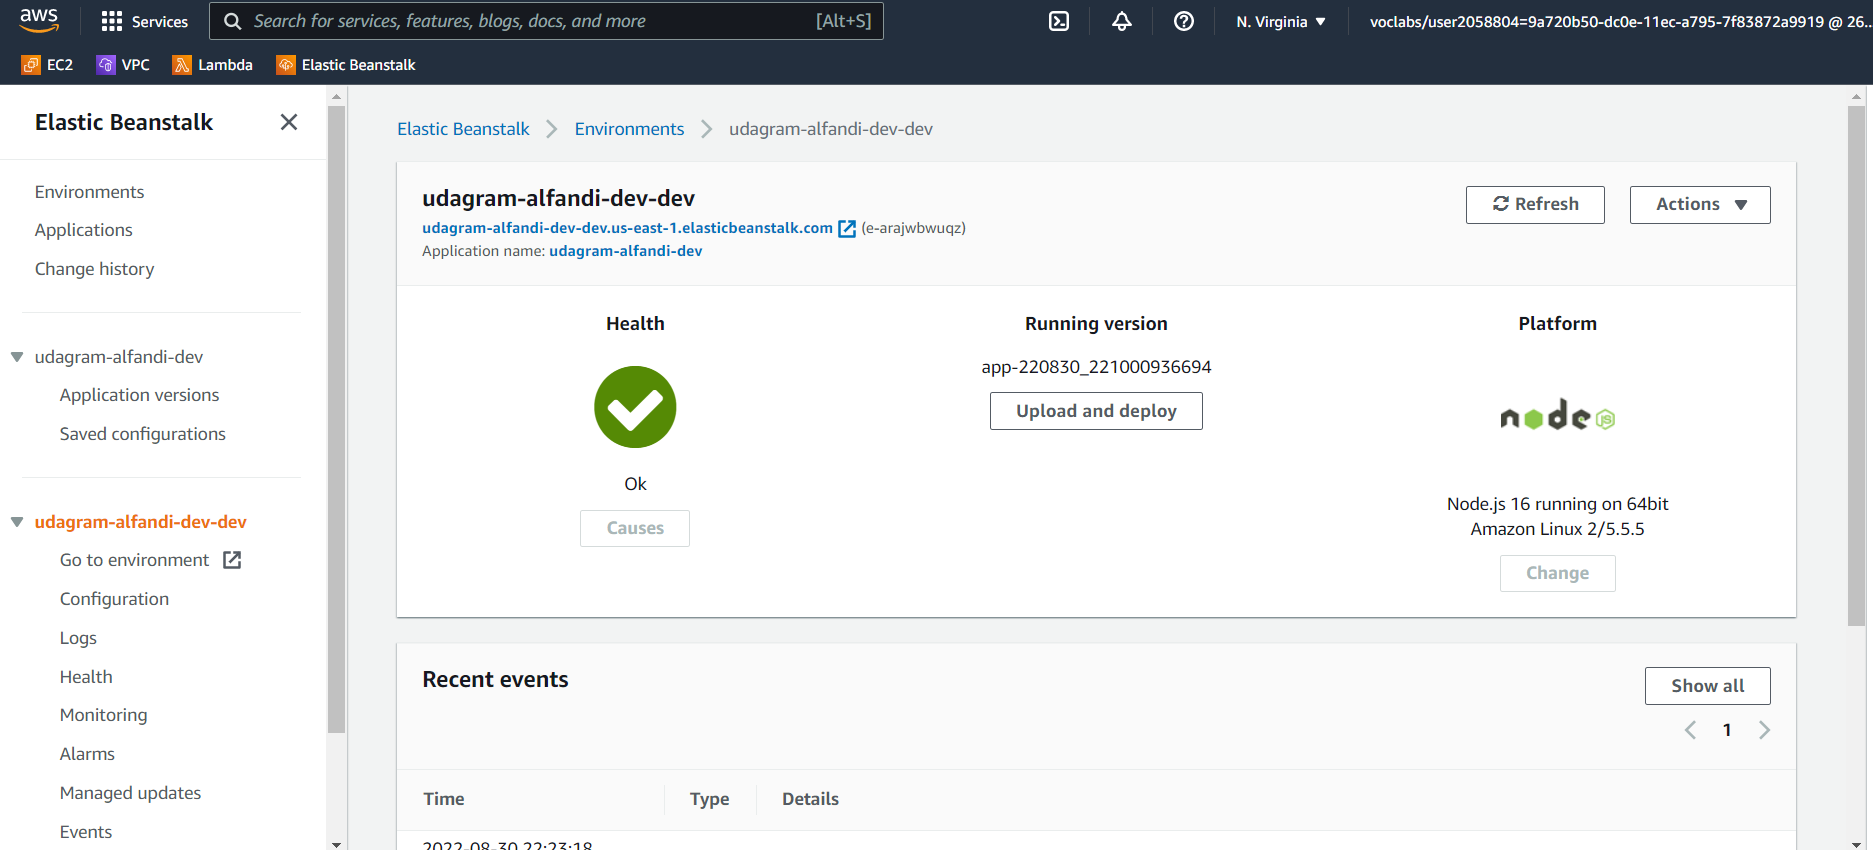 aws
Services
Search for services, features, blogs, docs, and more [Alt+S]
N. Virginia ▼
voclabs/user2058804=9a720b50-dc0e-11ec-a795-7f83872a9919 @ 26...
EC2 VPC Lambda Elastic Beanstalk
Elastic Beanstalk
Environments
Applications
Change history
udagram-alfandi-dev
Application versions
Saved configurations
udagram-alfandi-dev-dev
Go to environment
Configuration
Logs
Health
Monitoring
Alarms
Managed updates
Events
Elastic Beanstalk > Environments > udagram-alfandi-dev-dev
udagram-alfandi-dev-dev
udagram-alfandi-dev-dev.us-east-1.elasticbeanstalk.com (e-arajwbwuqz)
Application name: udagram-alfandi-dev
Refresh
Actions ▼
Health
Ok
Causes
Running version
app-220830_221000936694
Upload and deploy
Platform
node JS
Node.js 16 running on 64bit
Amazon Linux 2/5.5.5
Change
Recent events
Show all
< 1 >
Time Type Details
2022-08-30 22:23:18